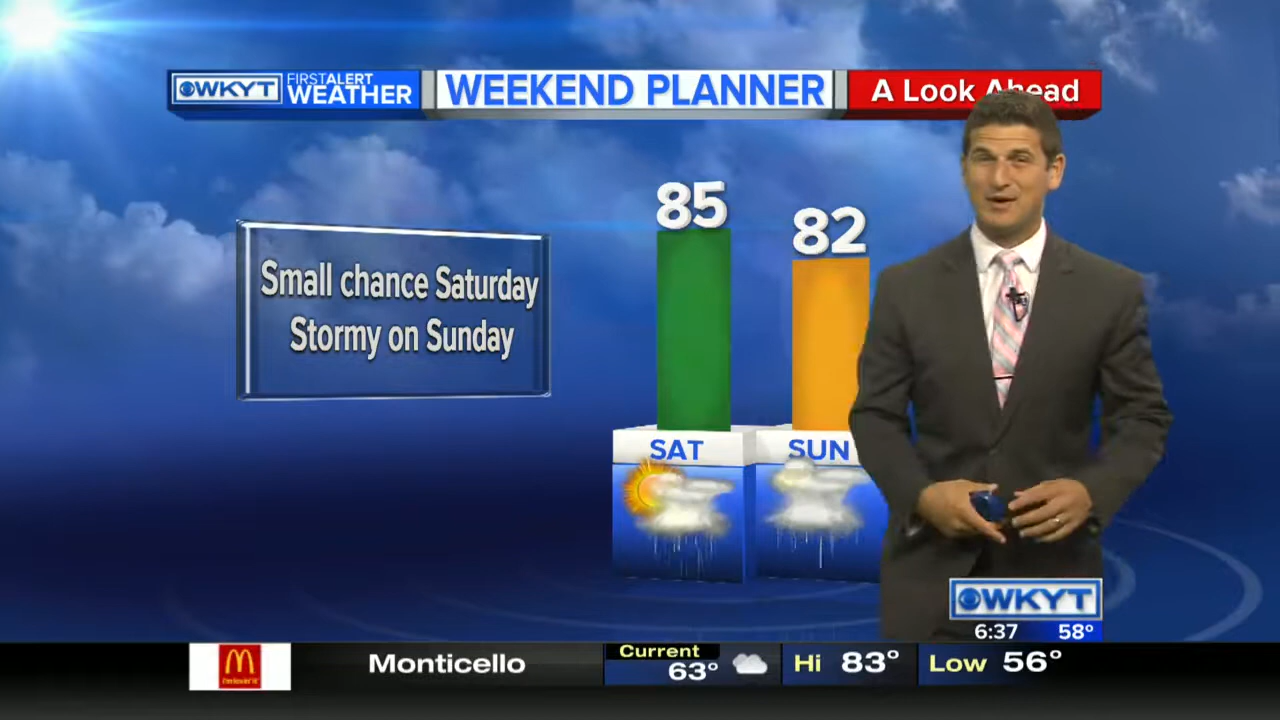 WKYT FIRST ALERT WEATHER
WEEKEND PLANNER
A Look Ahead
Small chance Saturday
Stormy on Sunday
85
82
SAT
SUN
WKYT
6:37 58°
Monticello
Current
63°
Hi 83°
Low 56°